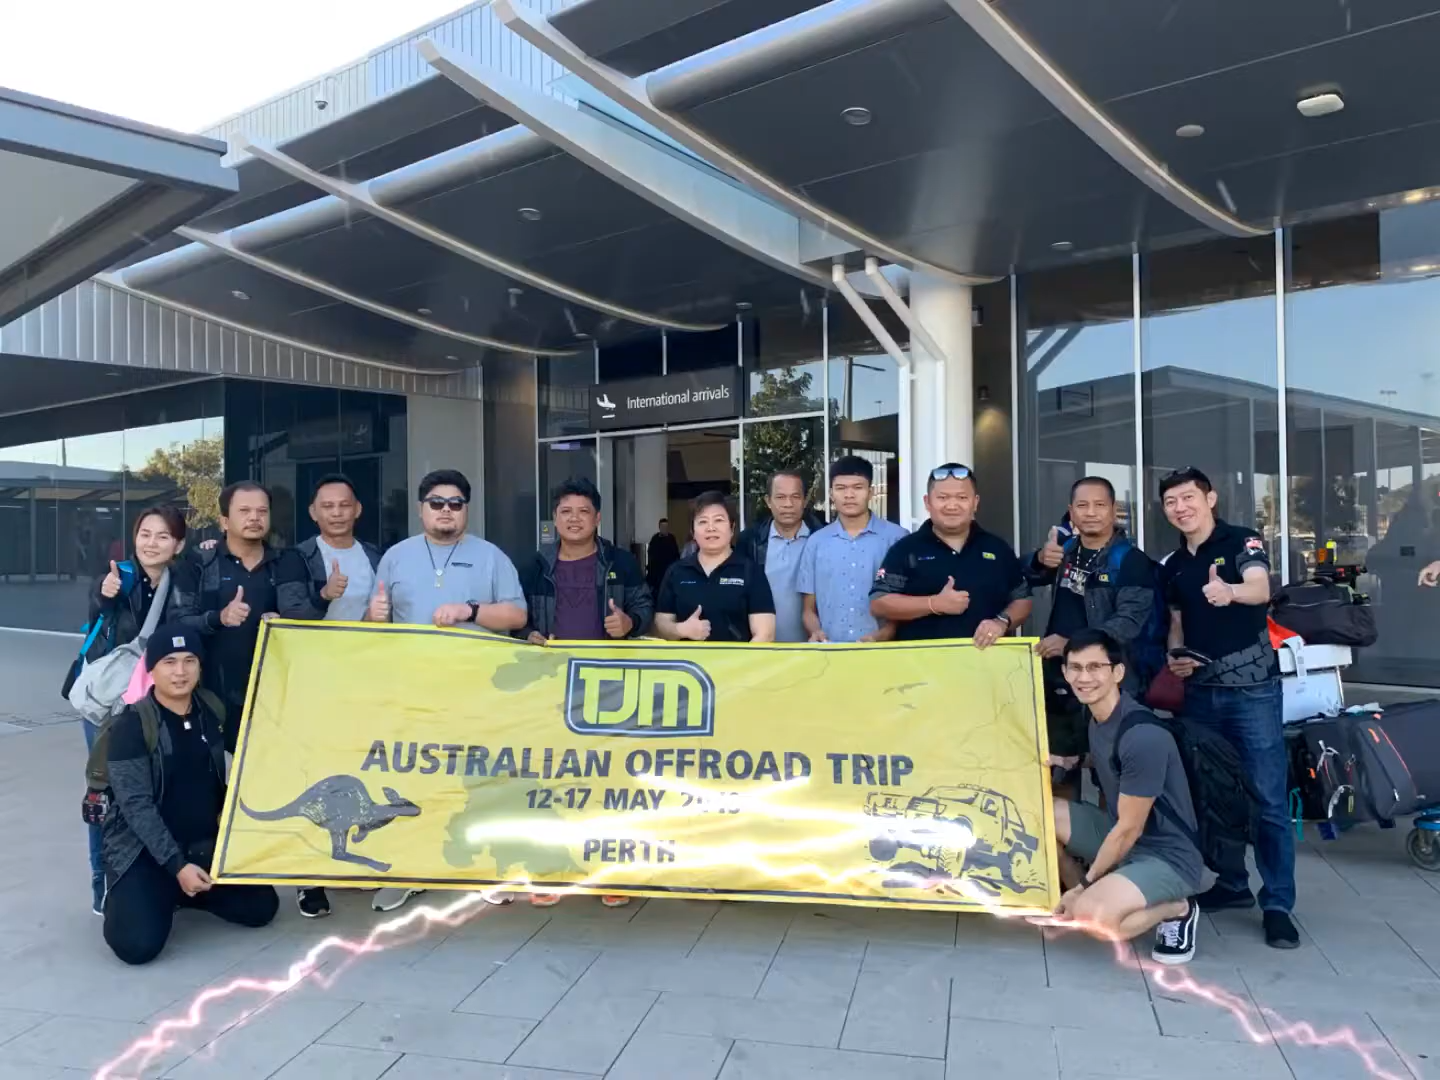 International arrivals
TJM
AUSTRALIAN OFFROAD TRIP
12-17 MAY
PERTH